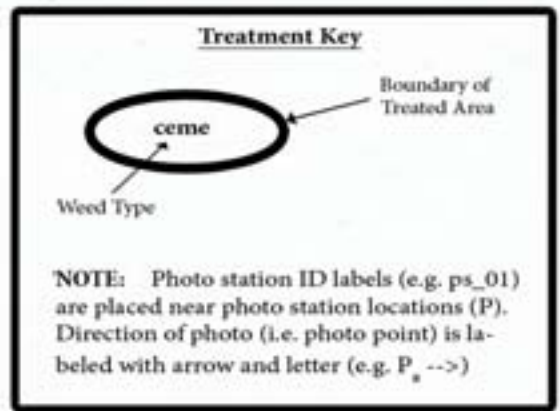 Treatment Key
Boundary of
Treated Area
ceme
Weed Type
NOTE: Photo station ID labels (e.g. ps_01)
are placed near photo station locations (P).
Direction of photo (i.e. photo point) is la-
beled with arrow and letter (e.g. Pa -->)